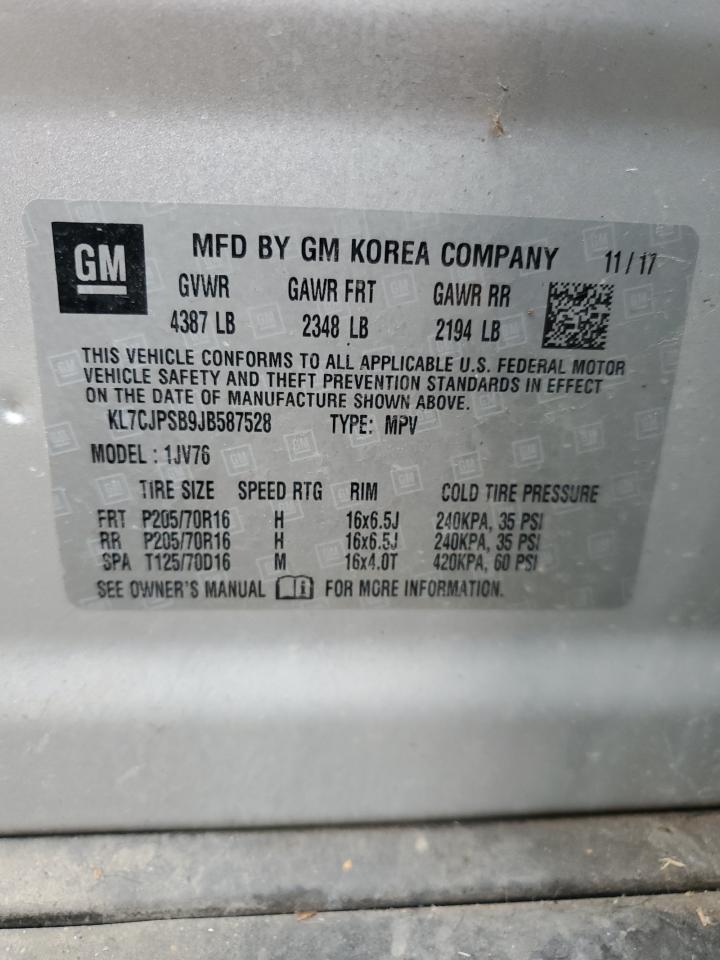 GM MFD BY GM KOREA COMPANY 11/17
GVWR GAWR FRT GAWR RR
4387 LB 2348 LB 2194 LB
THIS VEHICLE CONFORMS TO ALL APPLICABLE U.S. FEDERAL MOTOR
VEHICLE SAFETY AND THEFT PREVENTION STANDARDS IN EFFECT
ON THE DATE OF MANUFACTURE SHOWN ABOVE.
KL7CJPSB9JB587528 TYPE: MPV
MODEL : 1JV76
TIRE SIZE SPEED RTG RIM COLD TIRE PRESSURE
FRT P205/70R16 H 16x6.5J 240KPA, 35 PSI
RR P205/70R16 H 16x6.5J 240KPA, 35 PSI
SPA T125/70D16 M 16x4.0T 420KPA, 60 PSI
SEE OWNER'S MANUAL i FOR MORE INFORMATION.